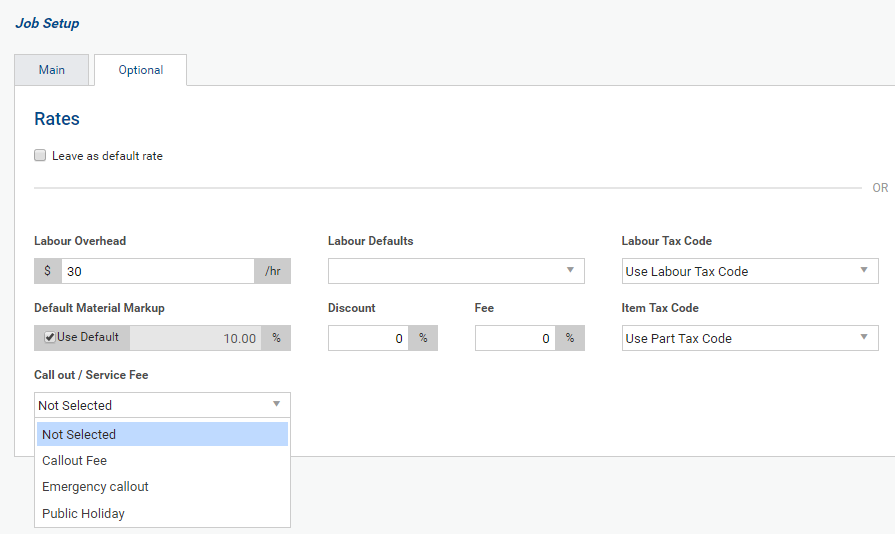 Job Setup
Main Optional
Rates
Leave as default rate
OR
Labour Overhead Labour Defaults Labour Tax Code
$ 30 /hr Use Labour Tax Code
Default Material Markup Discount Fee Item Tax Code
Use Default 10.00 % 0 % 0 % Use Part Tax Code
Call out / Service Fee
Not Selected
Not Selected
Callout Fee
Emergency callout
Public Holiday